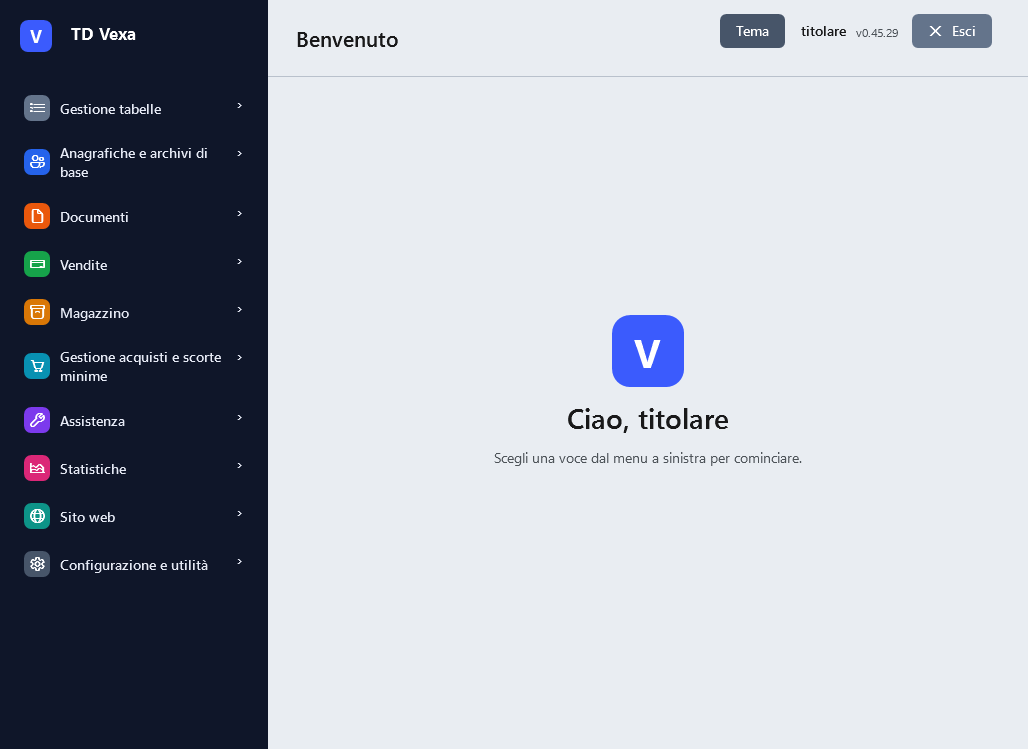 V TD Vexa
Benvenuto
Tema titolare v0.45.29 Esci
Gestione tabelle
Anagrafiche e archivi di
base
Documenti
Vendite
Magazzino
Gestione acquisti e scorte
minime
Assistenza
Statistiche
Sito web
Configurazione e utilità
V
Ciao, titolare
Scegli una voce dal menu a sinistra per cominciare.